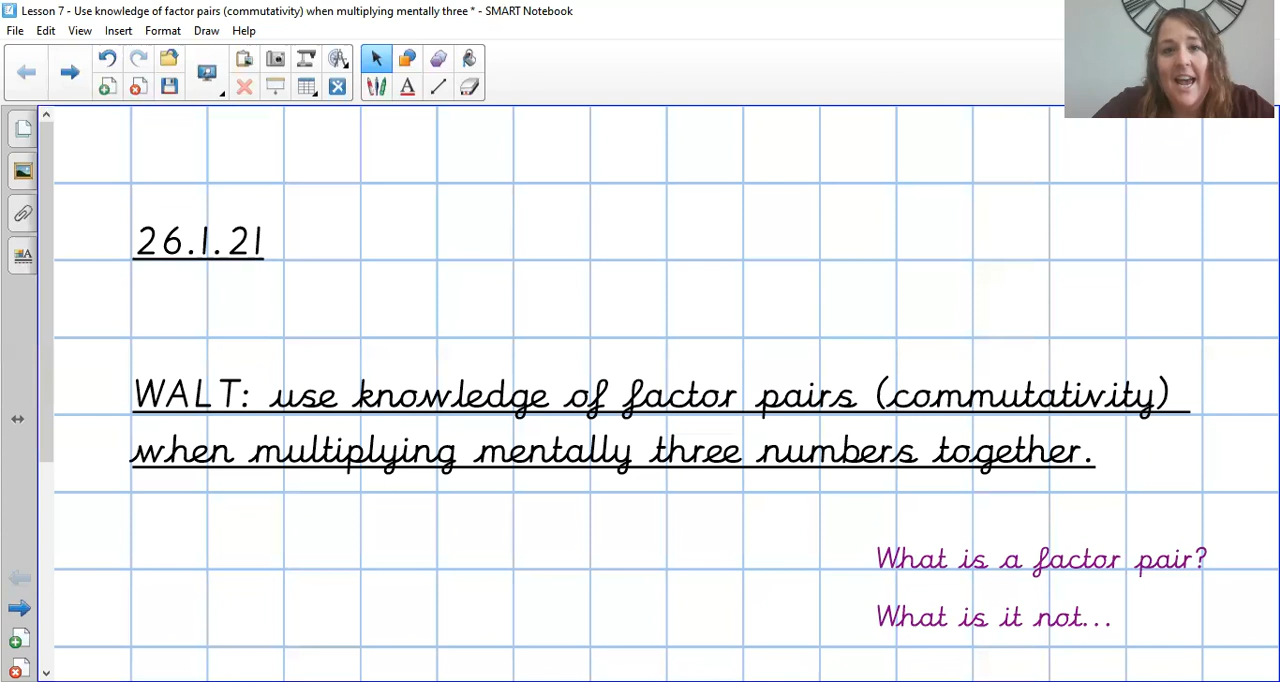 Lesson 7 - Use knowledge of factor pairs (commutativity) when multiplying mentally three * - SMART Notebook
File Edit View Insert Format Draw Help
26.1.21
WALT: use knowledge of factor pairs (commutativity)
when multiplying mentally three numbers together.
What is a factor pair?
What is it not...